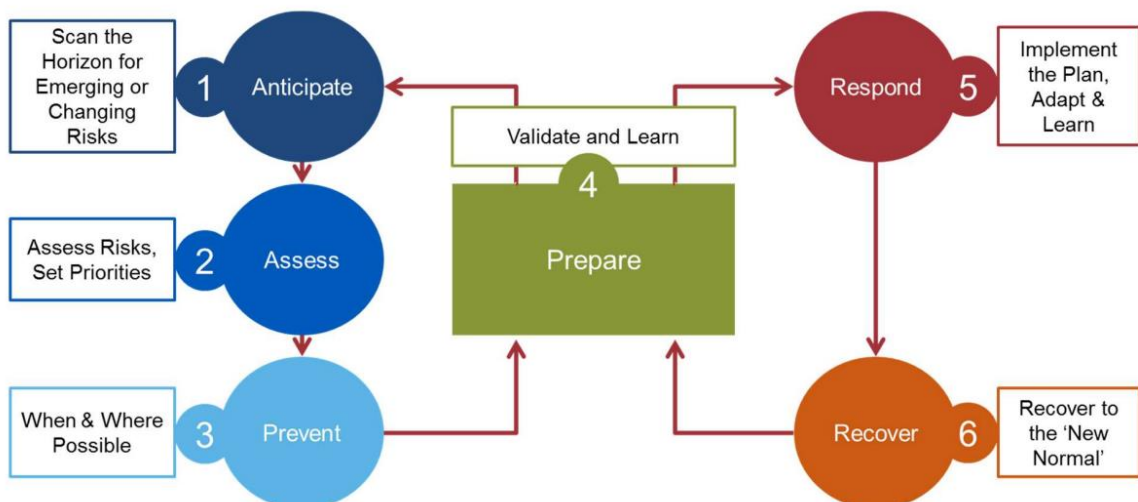 Scan the
Horizon for
Emerging or
Changing
Risks
1
Anticipate
Assess Risks,
Set Priorities
2
Assess
When & Where
Possible
3
Prevent
Validate and Learn
4
Prepare
Respond
5
Implement
the Plan,
Adapt &
Learn
Recover
6
Recover to
the ‘New
Normal’